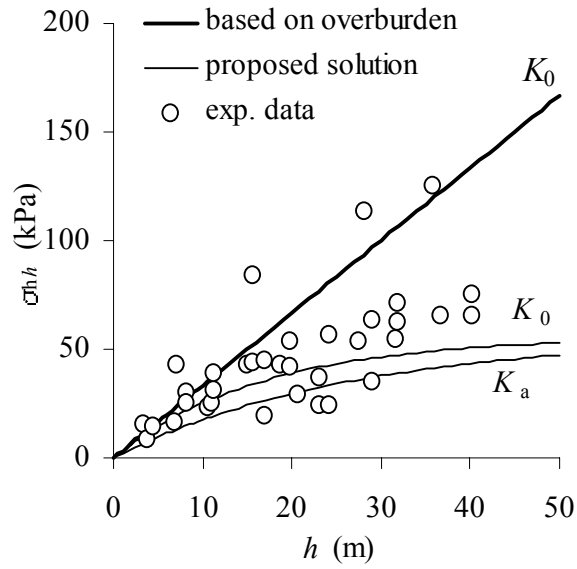 200
based on overburden
proposed solution
exp. data
K0
150
100
50
0
σhh (kPa)
K0
Ka
0 10 20 30 40 50
h (m)